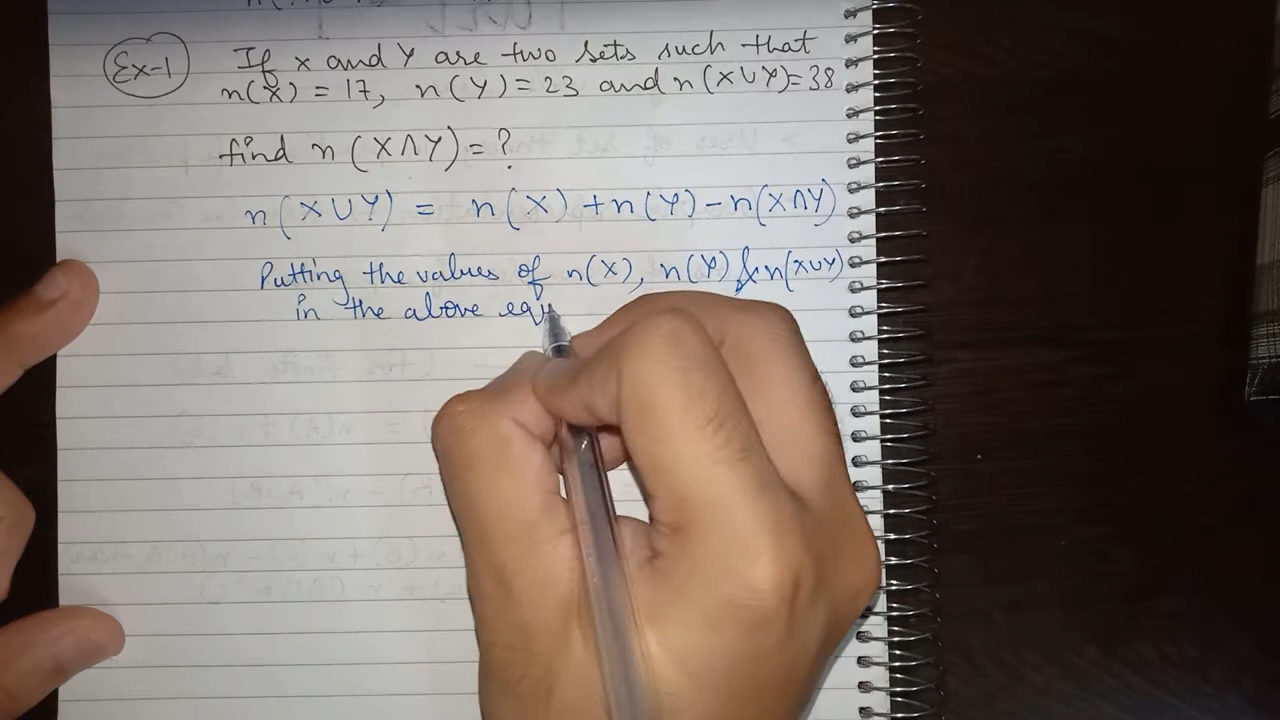 Ex-1
If x and Y are two sets such that
n(X) = 17, n(Y) = 23 and n(X∪Y)=38
find n (X∩Y) = ?
n(X∪Y) = n(X) + n(Y) - n(X∩Y)
Putting the values of n(X), n(Y) & n(X∪Y)
in the above equ